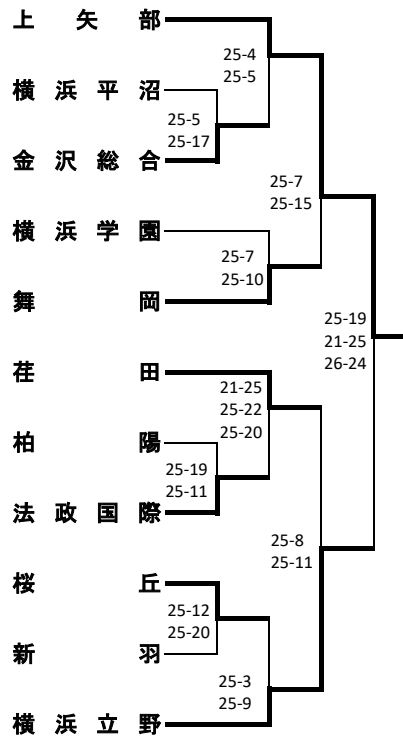 上矢部
25-4
25-5
横浜平沼
25-5
25-17
金沢総合
25-7
25-15
横浜学園
25-7
25-10
舞岡
25-19
21-25
26-24
荏田
21-25
25-22
25-20
柏陽
25-19
25-11
法政国際
25-8
25-11
桜丘
25-12
25-20
新羽
25-3
25-9
横浜立野